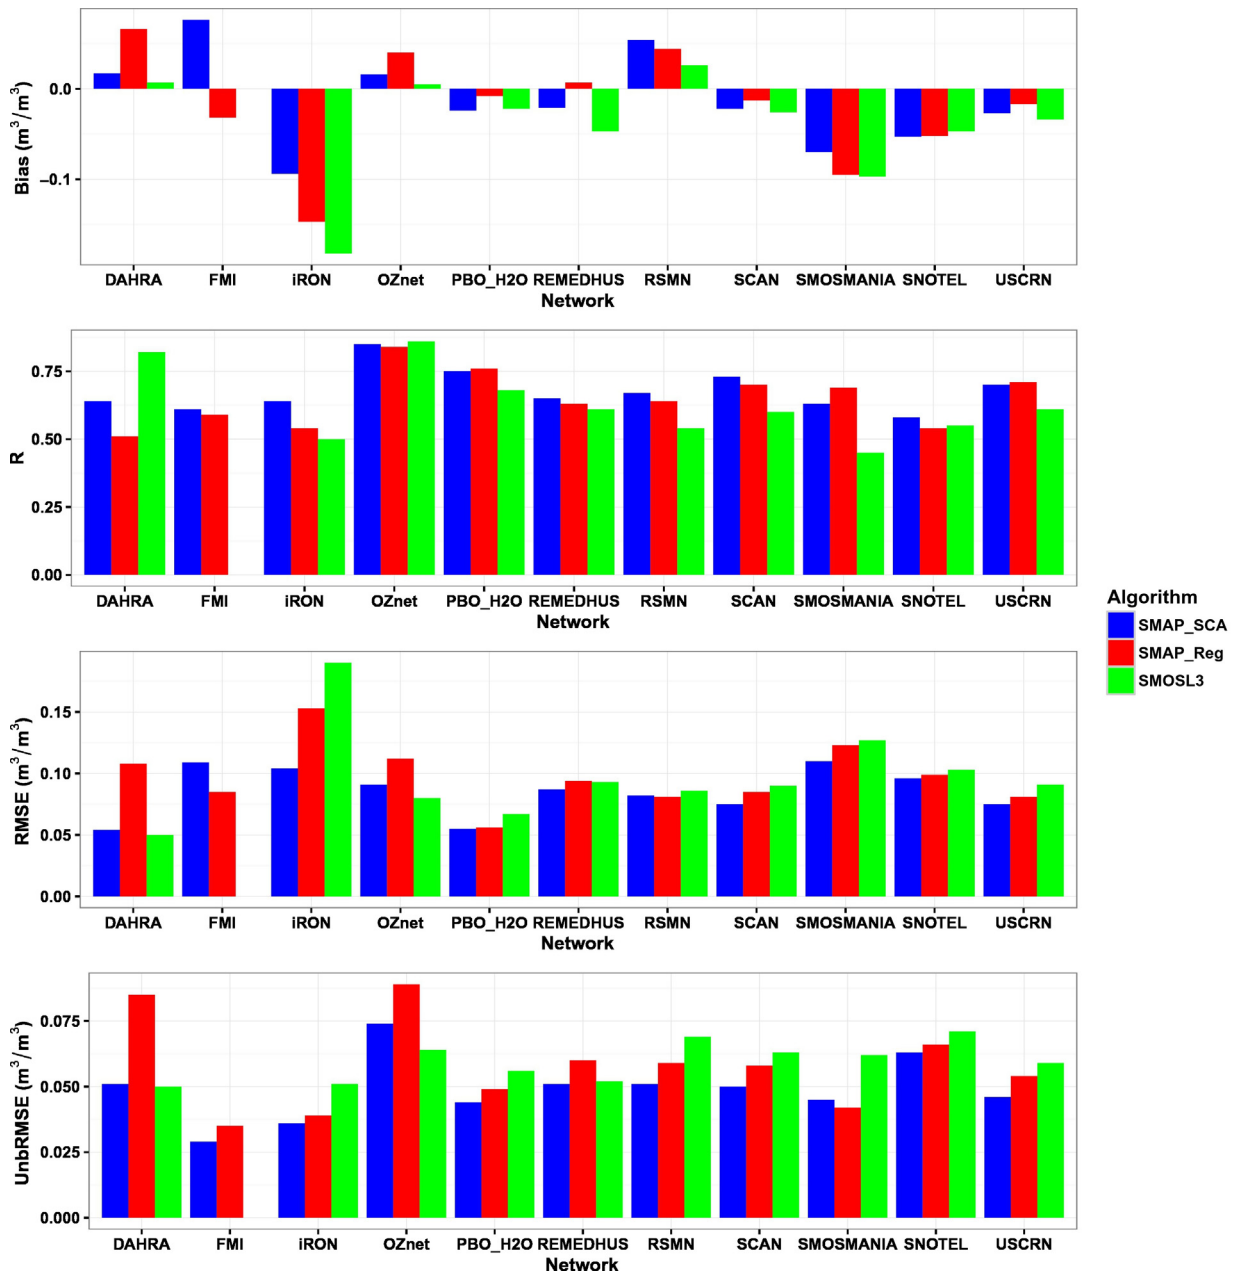 Bias (m³/m³)
0.0
−0.1
DAHRA FMI iRON OZnet PBO_H2O REMEDHUS RSMN SCAN SMOSMANIA SNOTEL USCRN
Network
R
0.75
0.50
0.25
0.00
DAHRA FMI iRON OZnet PBO_H2O REMEDHUS RSMN SCAN SMOSMANIA SNOTEL USCRN
Network
Algorithm
SMAP_SCA
SMAP_Reg
SMOSL3
RMSE (m³/m³)
0.15
0.10
0.05
0.00
DAHRA FMI iRON OZnet PBO_H2O REMEDHUS RSMN SCAN SMOSMANIA SNOTEL USCRN
Network
UnbRMSE (m³/m³)
0.075
0.050
0.025
0.000
DAHRA FMI iRON OZnet PBO_H2O REMEDHUS RSMN SCAN SMOSMANIA SNOTEL USCRN
Network